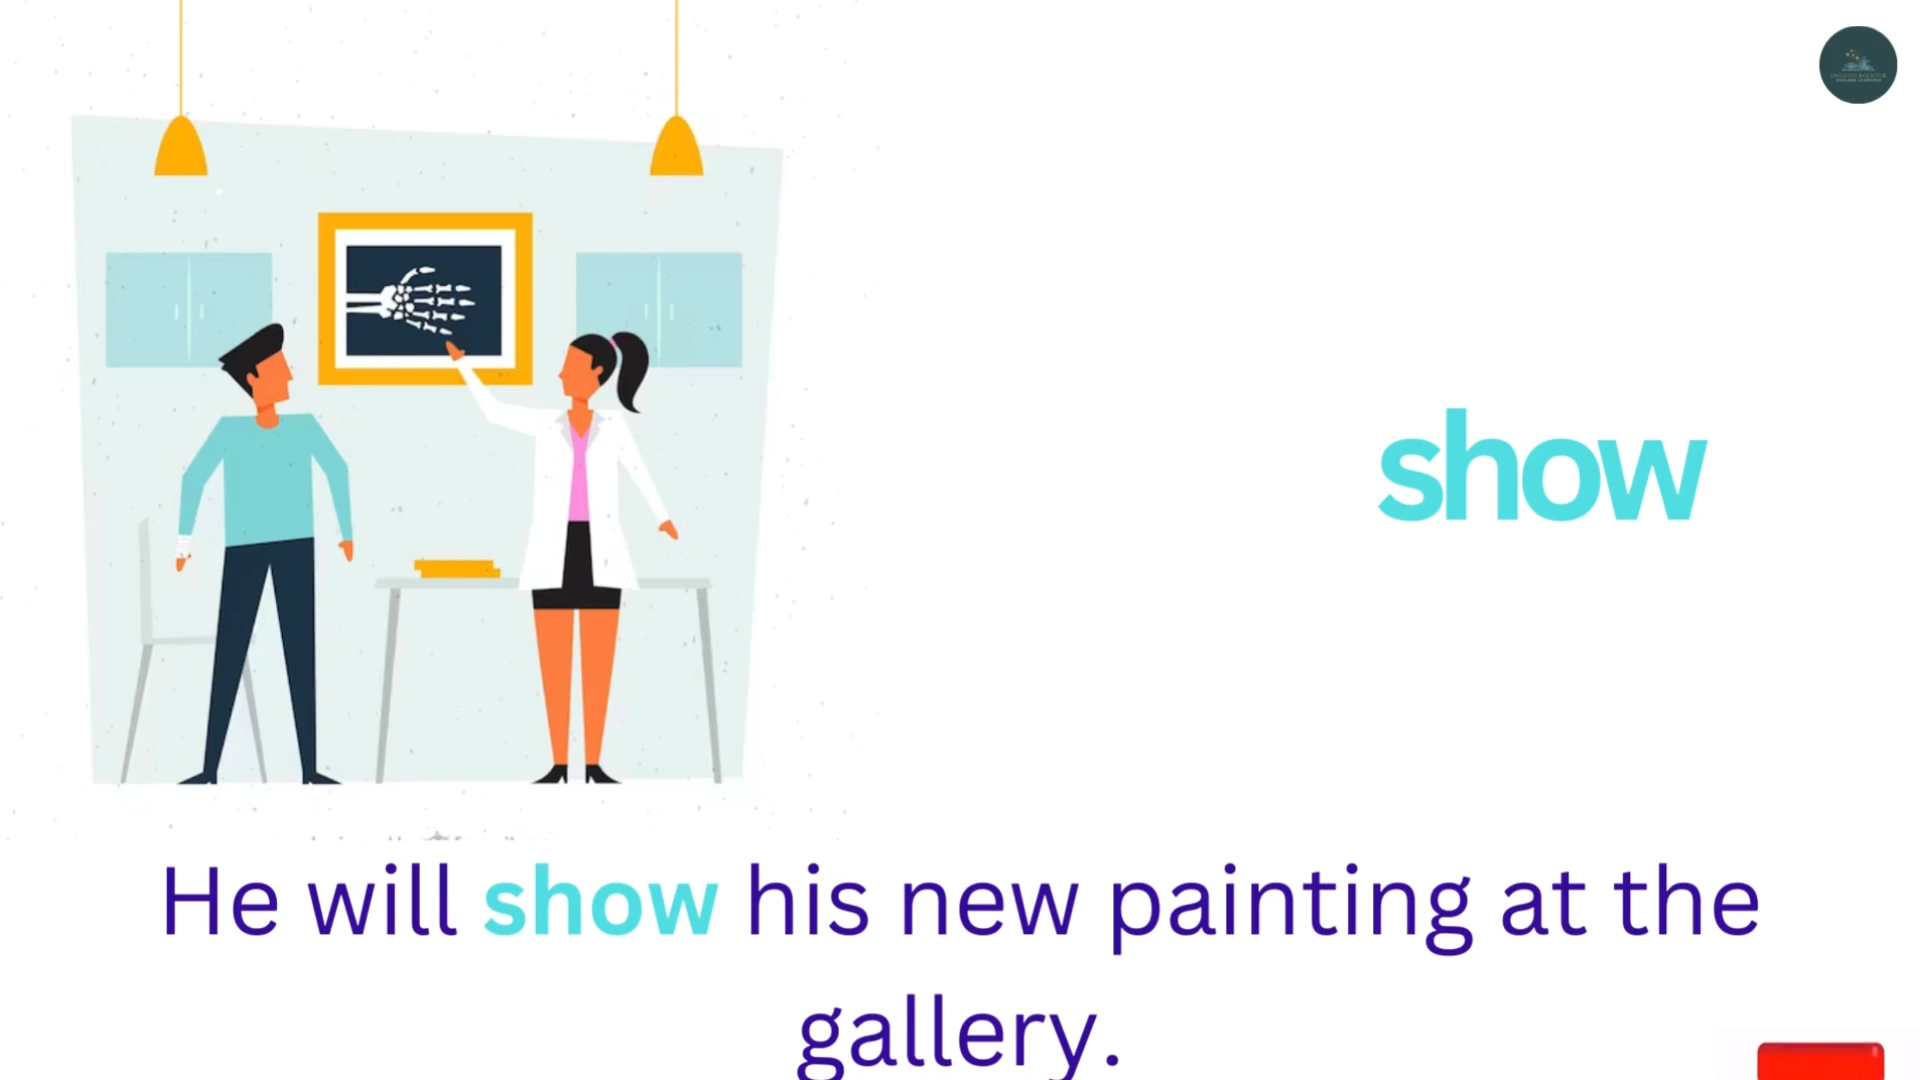 show
He will show his new painting at the
gallery.